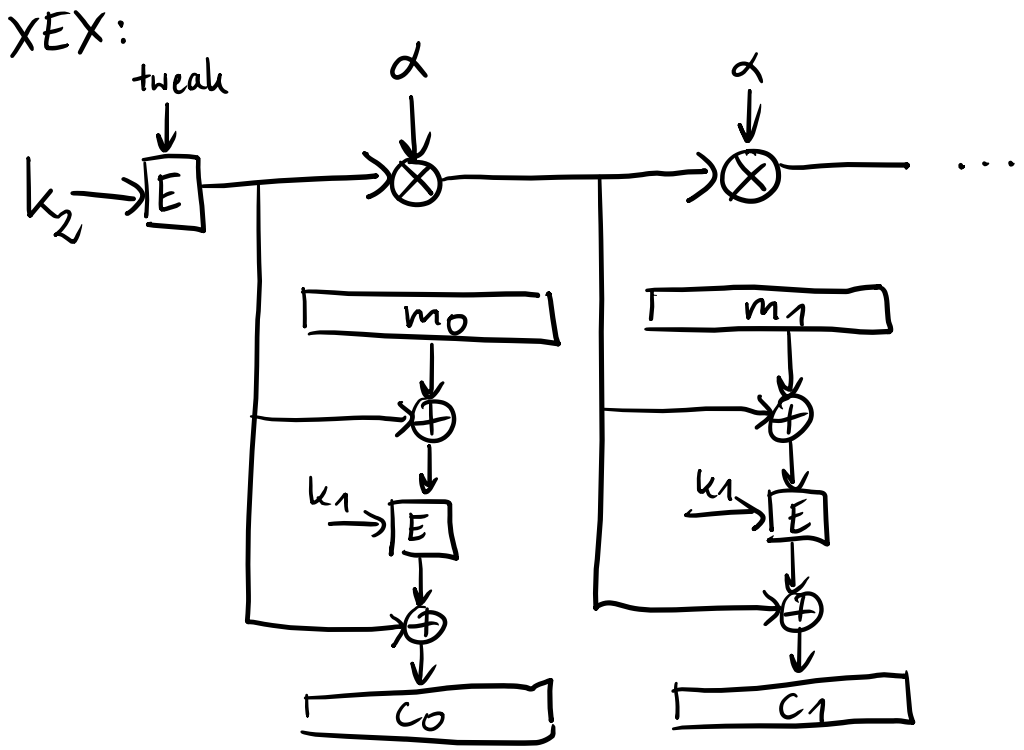 XEX:
tweak
α
α
k₂
E
...
m₀
m₁
k₁
E
k₁
E
c₀
c₁